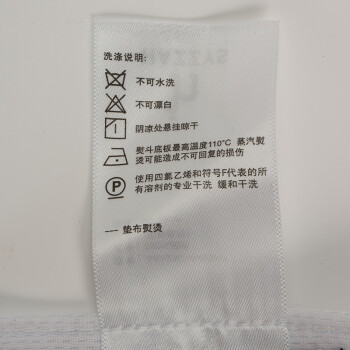 洗涤说明:
不可水洗
不可漂白
阴凉处悬挂晾干
熨斗底板最高温度110°C 蒸汽熨
烫可能造成不可回复的损伤
使用四氯乙烯和符号F代表的所
有溶剂的专业干洗 缓和干洗
P
--- 垫布熨烫